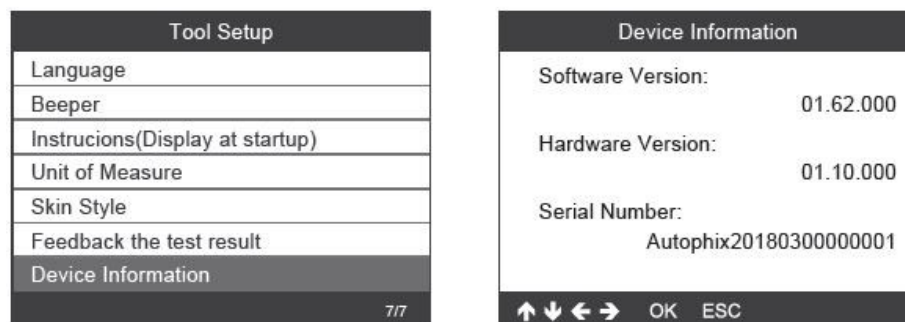 Tool Setup
Language
Beeper
Instrucions(Display at startup)
Unit of Measure
Skin Style
Feedback the test result
Device Information
7/7
Device Information
Software Version:
01.62.000
Hardware Version:
01.10.000
Serial Number:
Autophix20180300000001
OK ESC